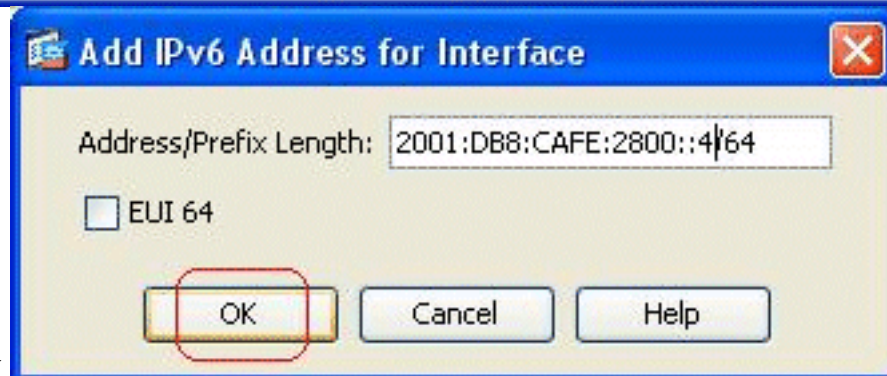 Add IPv6 Address for Interface
Address/Prefix Length: 2001:DB8:CAFE:2800::4/64
EUI 64
OK Cancel Help